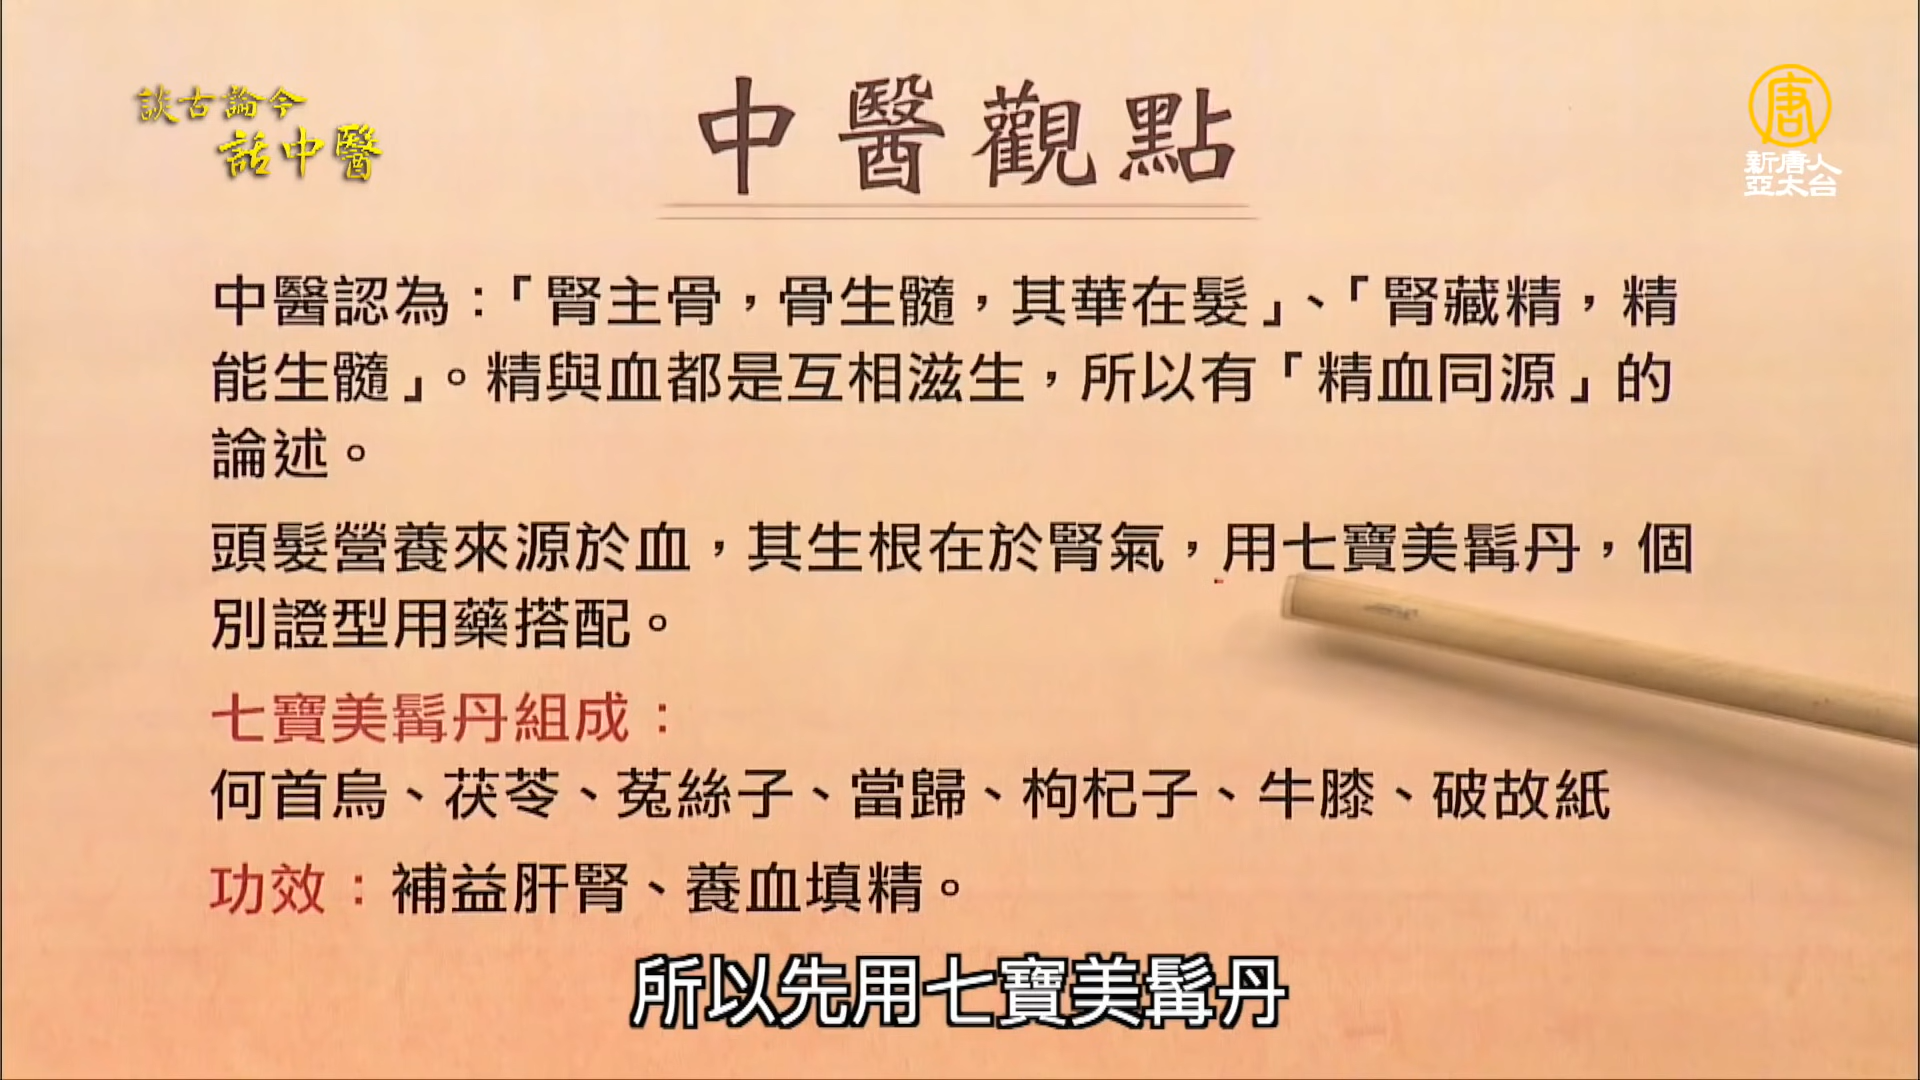 談古論今
話中醫
中醫觀點
唐
新唐人
亞太台
中醫認為：「腎主骨，骨生髓，其華在髮」、「腎藏精，精
能生髓」。精與血都是互相滋生，所以有「精血同源」的
論述。
頭髮營養來源於血，其生根在於腎氣，用七寶美髯丹，個
別證型用藥搭配。
七寶美髯丹組成：
何首烏、茯苓、菟絲子、當歸、枸杞子、牛膝、破故紙
功效：補益肝腎、養血填精。
所以先用七寶美髯丹